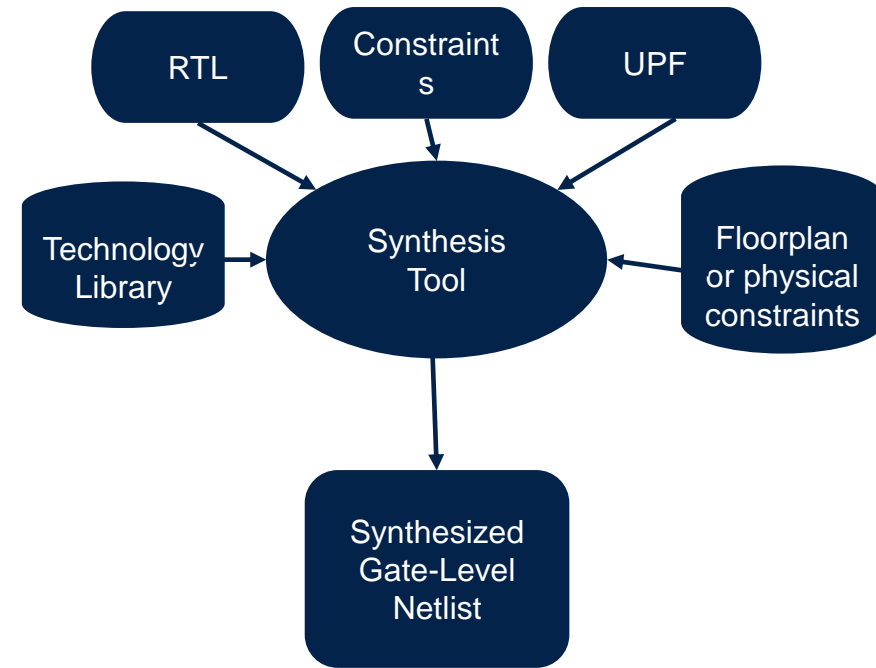 RTL
Constraint
s
UPF
Technology
Library
Synthesis
Tool
Floorplan
or physical
constraints
Synthesized
Gate-Level
Netlist